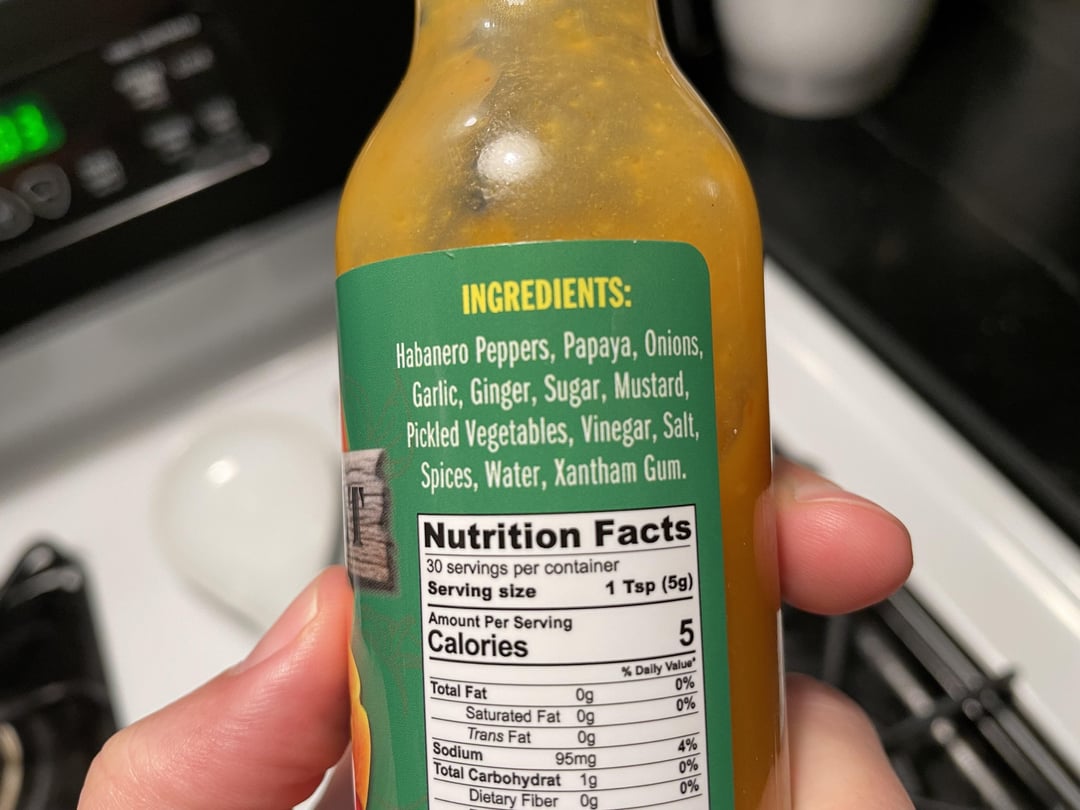 INGREDIENTS:
Habanero Peppers, Papaya, Onions,
Garlic, Ginger, Sugar, Mustard,
Pickled Vegetables, Vinegar, Salt,
Spices, Water, Xantham Gum.
T
Nutrition Facts
30 servings per container
Serving size 1 Tsp (5g)
Amount Per Serving
Calories 5
% Daily Value*
Total Fat 0g 0%
Saturated Fat 0g 0%
Trans Fat 0g
Sodium 95mg 4%
Total Carbohydrat 1g 0%
Dietary Fiber 0g 0%